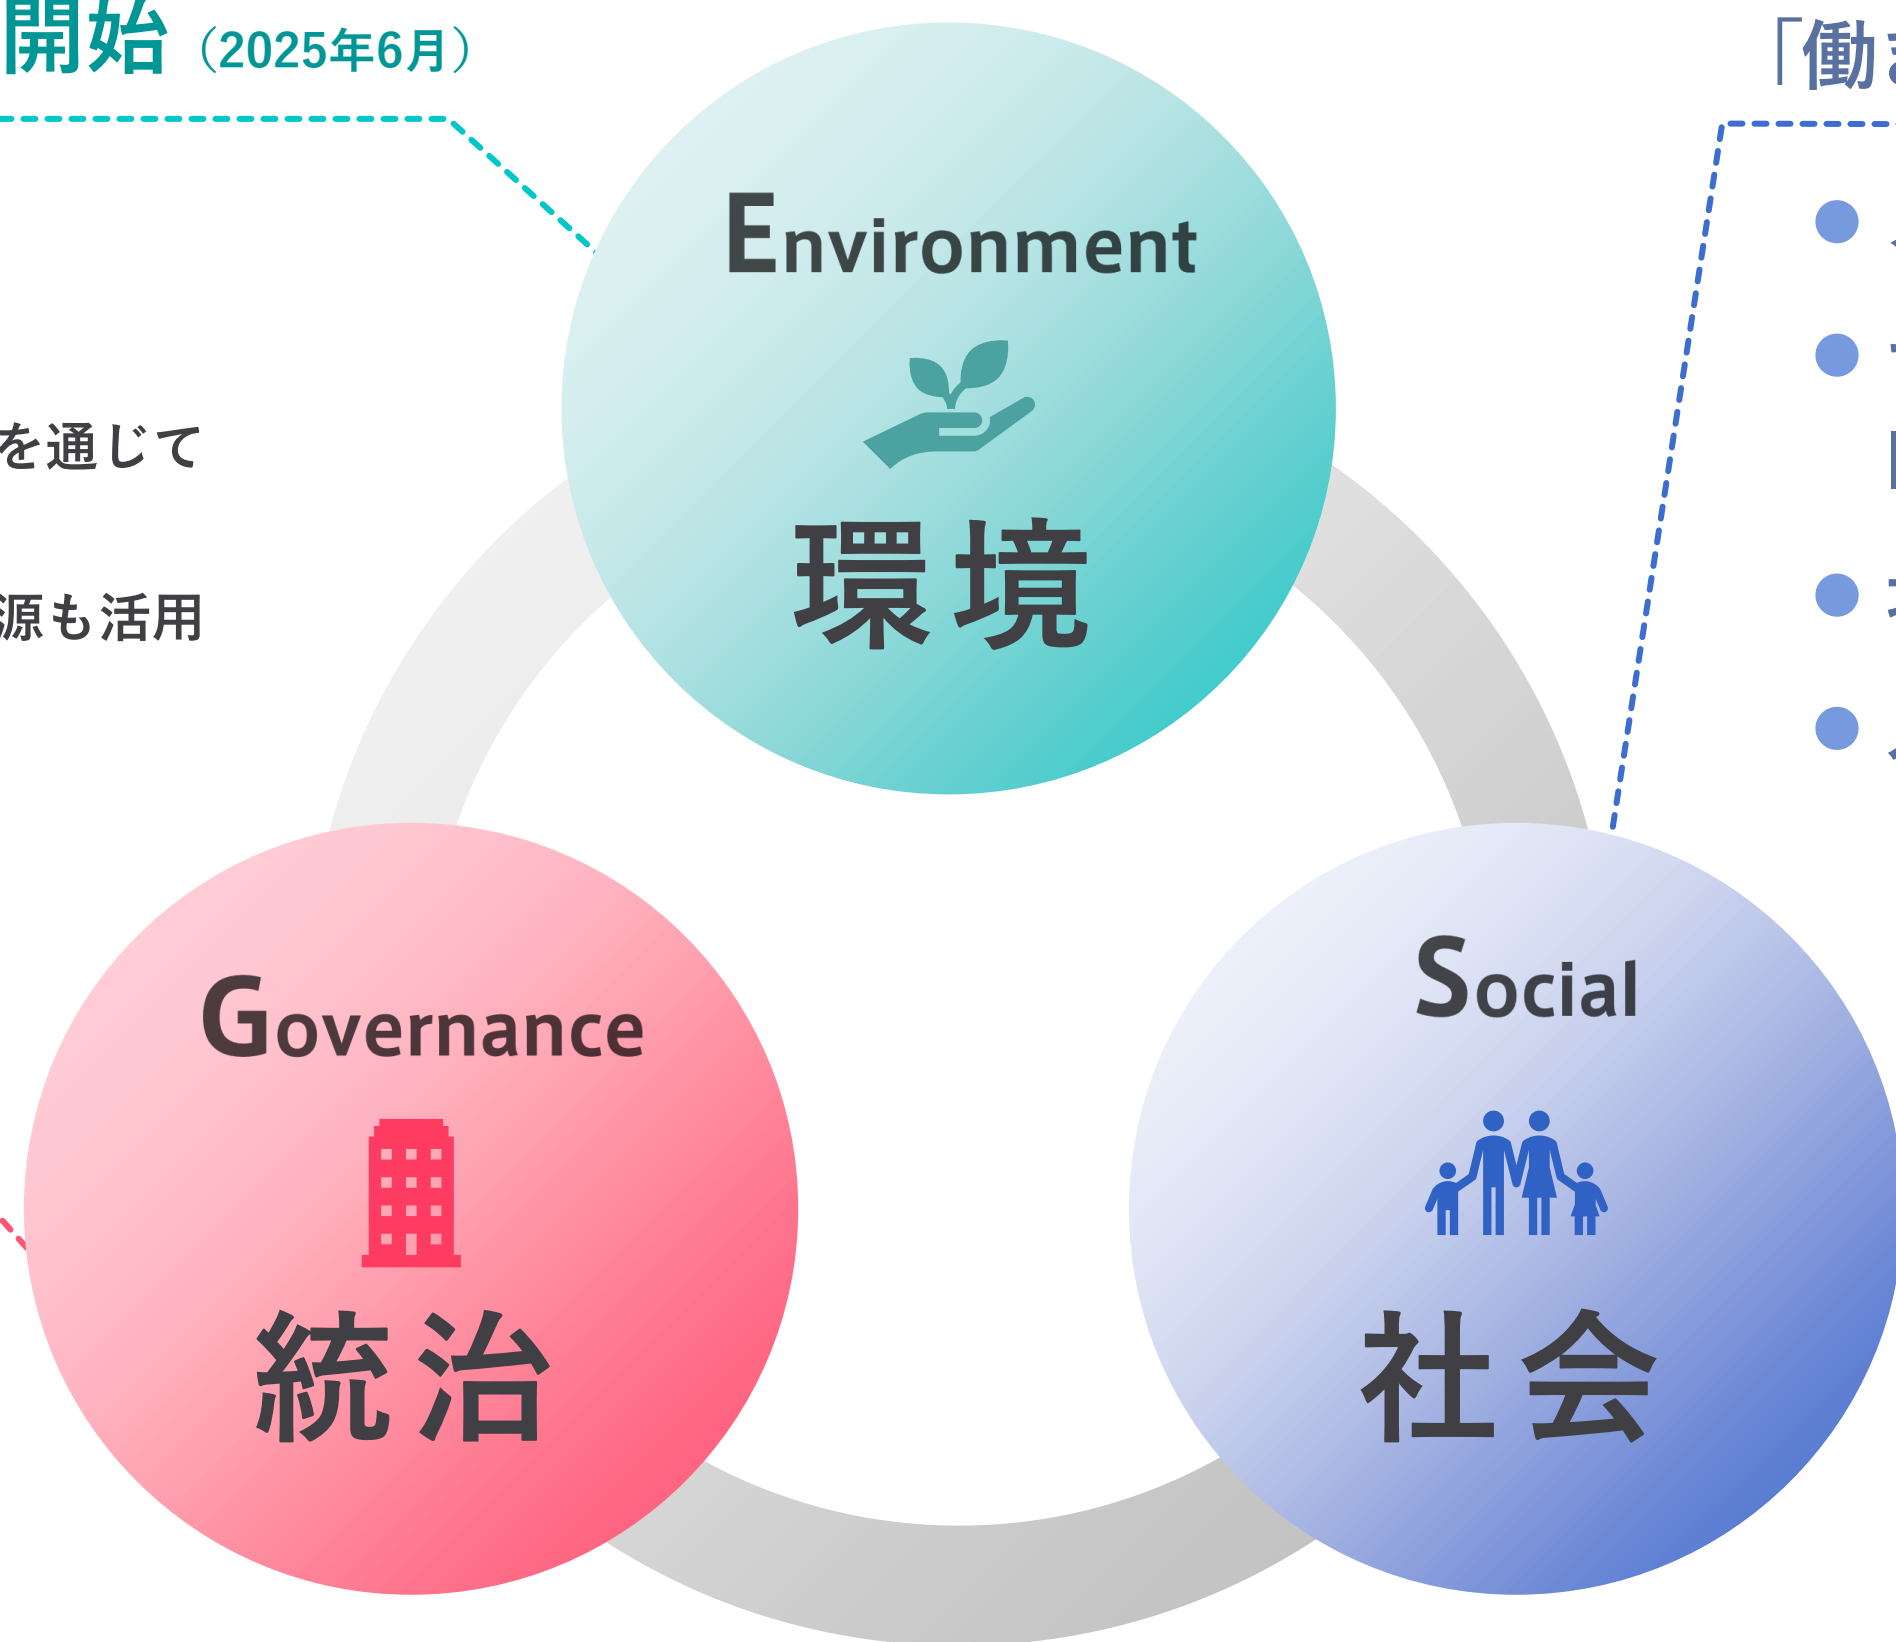 開始（2025年6月）
を通じて
源も活用
「働
Environment
環境
Governance
統治
Social
社会